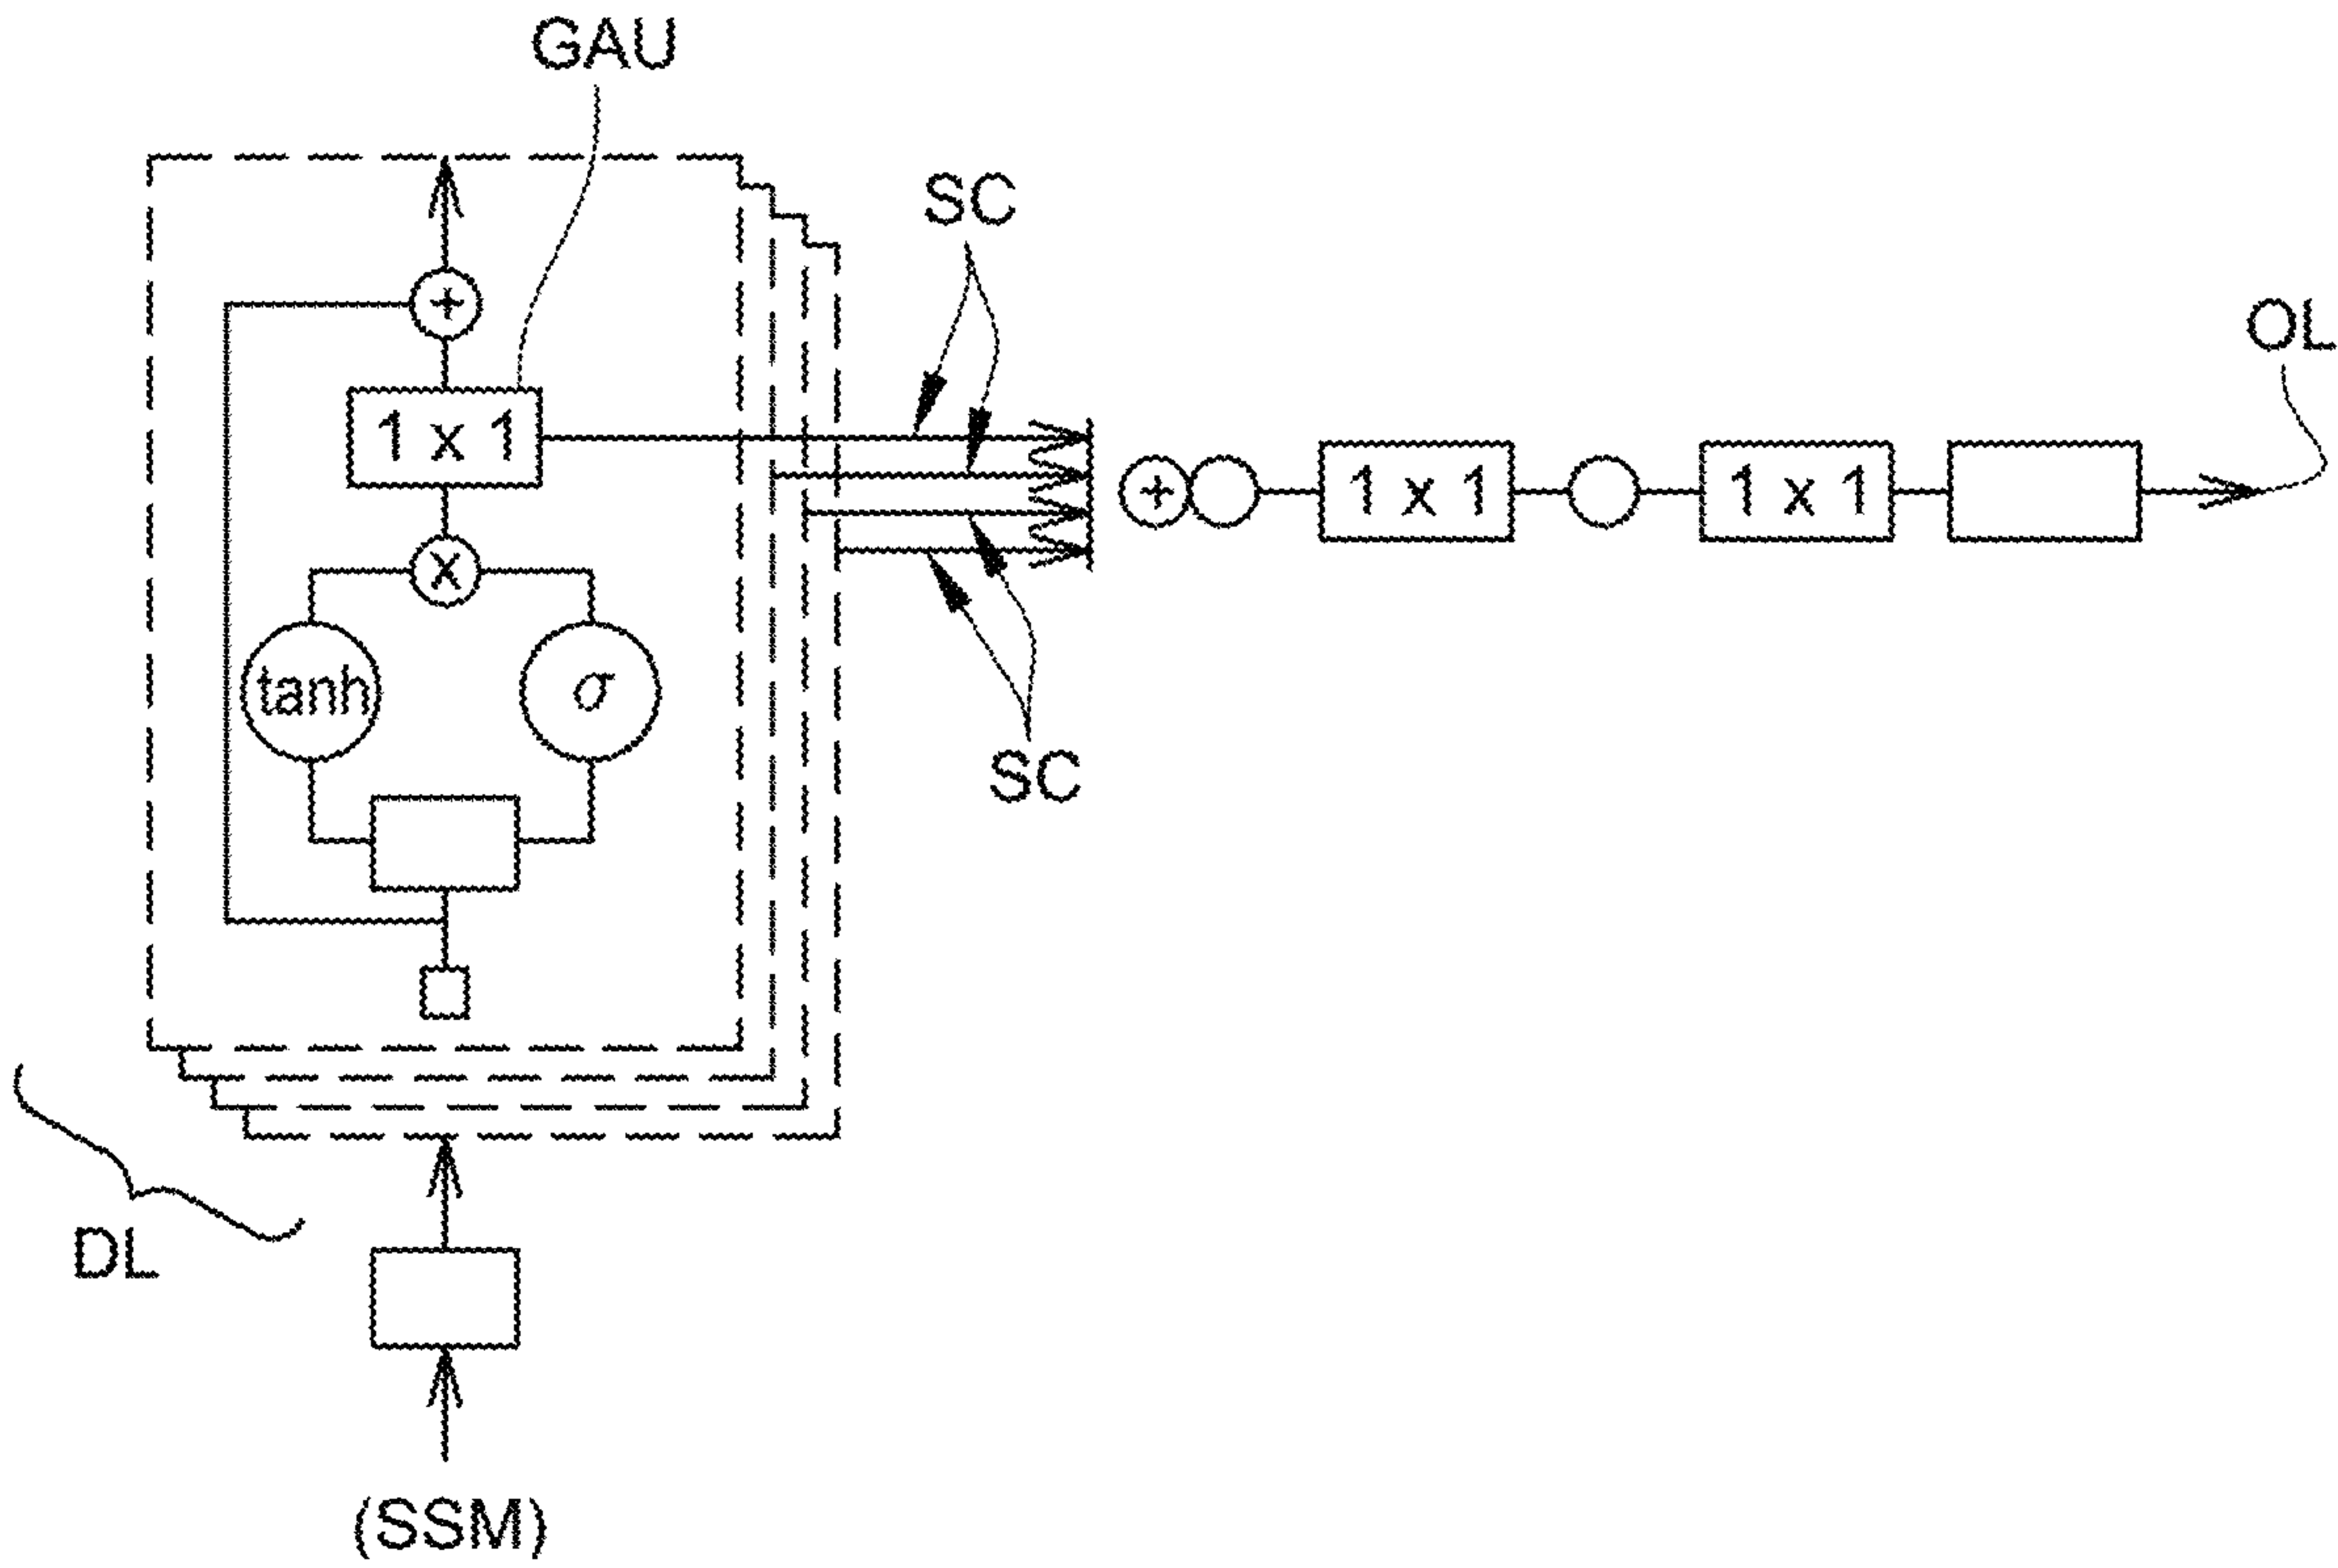 GAU
SC
OL
+
1 x 1
+
1 x 1
1 x 1
x
tanh
σ
SC
DL
(SSM)